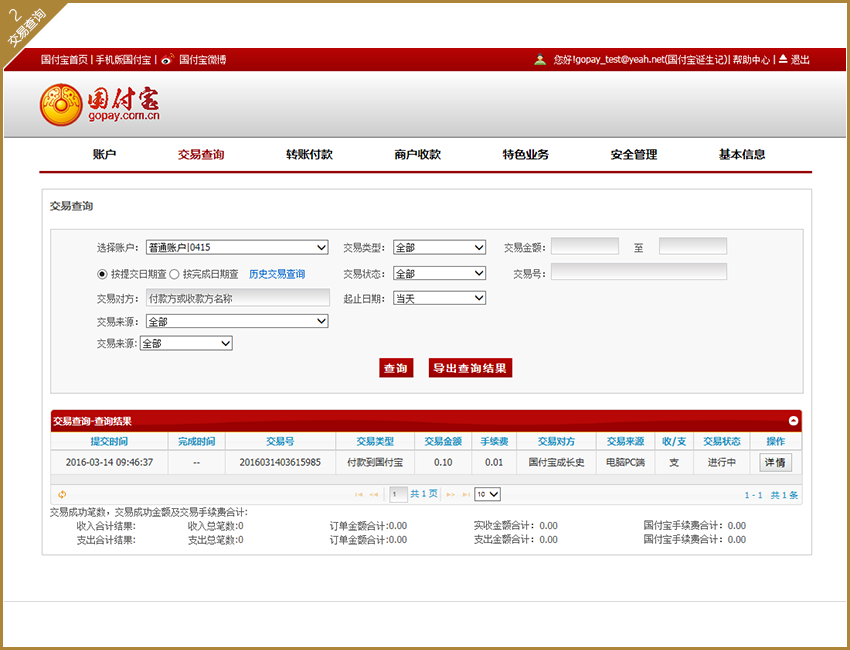 2
交易查询
国付宝首页 | 手机版国付宝 | 国付宝微博
您好!gopay_test@yeah.net(国付宝诞生记)| 帮助中心 | 退出
国付宝
gopay.com.cn
账户 交易查询 转账付款 商户收款 特色业务 安全管理 基本信息
交易查询
选择账户: 普通账户|0415 交易类型: 全部 交易金额: 至
按提交日期查 按完成日期查 历史交易查询 交易状态: 全部 交易号:
交易对方: 付款方或收款方名称 起止日期: 当天
交易来源: 全部
交易来源: 全部
查询 导出查询结果
交易查询-查询结果
提交时间 完成时间 交易号 交易类型 交易金额 手续费 交易对方 交易来源 收/支 交易状态 操作
2016-03-14 09:46:37 -- 2016031403615985 付款到国付宝 0.10 0.01 国付宝成长史 电脑PC端 支 进行中 详情
1 共 1 页 10 1 - 1 共 1 条
交易成功笔数，交易成功金额及交易手续费合计:
收入合计结果: 收入总笔数:0 订单金额合计:0.00 实收金额合计: 0.00 国付宝手续费合计: 0.00
支出合计结果: 支出总笔数:0 订单金额合计:0.00 支出金额合计: 0.00 国付宝手续费合计: 0.00